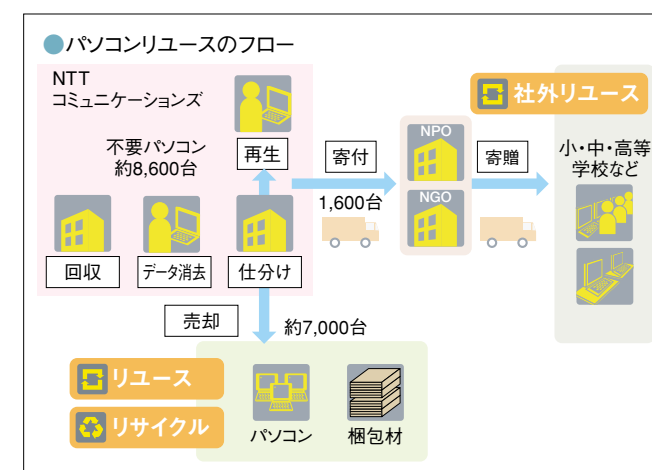 パソコンリユースのフロー
NTT
コミュニケーションズ
不要パソコン
約8,600台
再生
回収
データ消去
仕分け
寄付
1,600台
NPO
NGO
寄贈
社外リユース
小・中・高等
学校など
売却
約7,000台
リユース
リサイクル
パソコン
梱包材